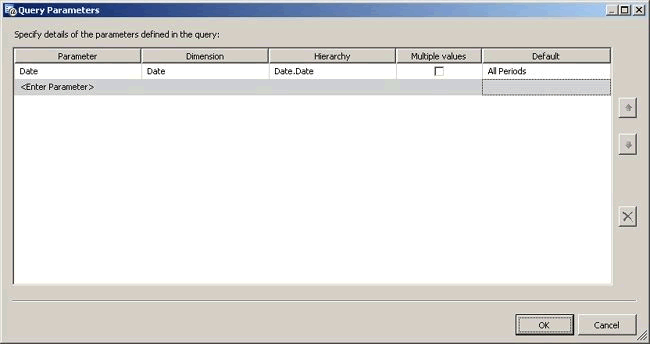 Query Parameters
Specify details of the parameters defined in the query:
Parameter Dimension Hierarchy Multiple values Default
Date Date Date.Date All Periods
<Enter Parameter>
OK Cancel